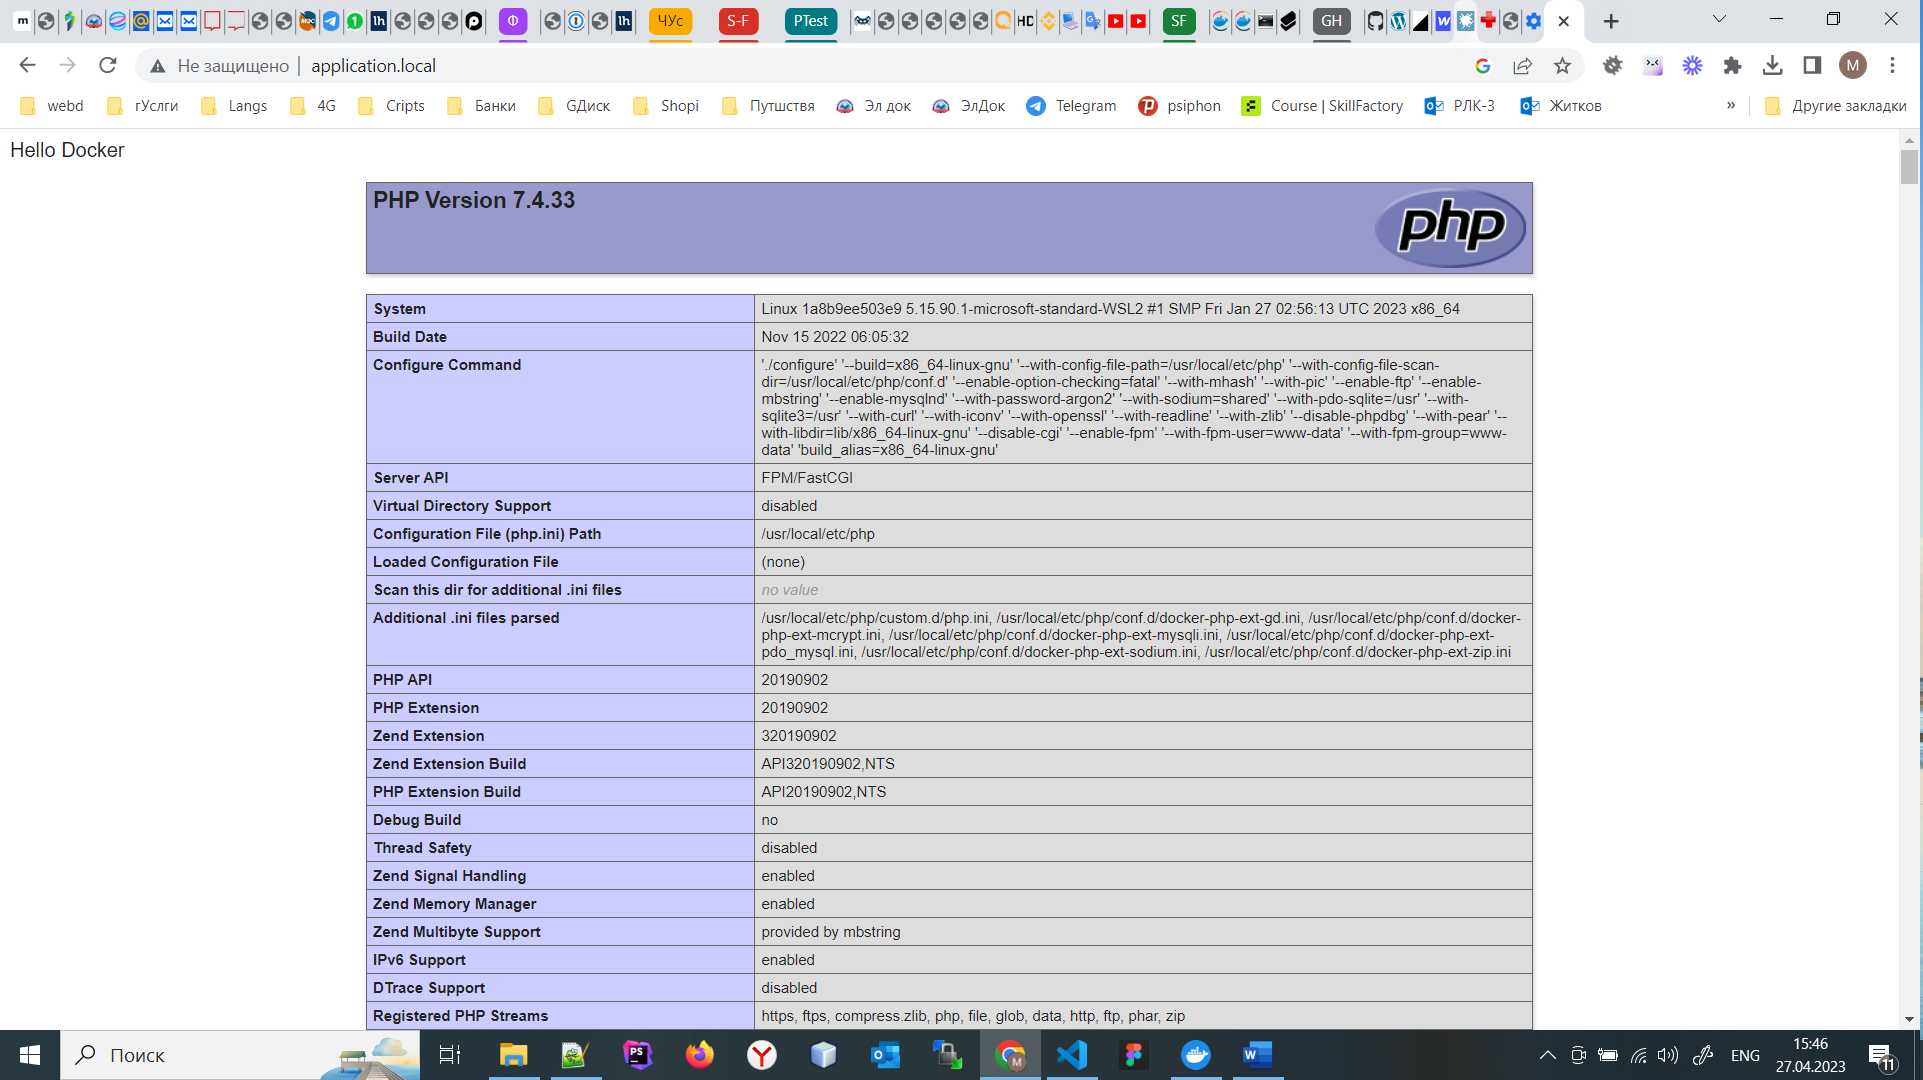 Ф
ЧУс
S-F
PTest
HD
SF
GH
Не защищено
application.local
M
webd
гУслги
Langs
4G
Cripts
Банки
GДиск
Shopi
Путшствя
Эл док
ЭлДок
Telegram
psiphon
Course | SkillFactory
РЛК-3
Житков
»
Другие закладки
Hello Docker
PHP Version 7.4.33
php
System
Linux 1a8b9ee503e9 5.15.90.1-microsoft-standard-WSL2 #1 SMP Fri Jan 27 02:56:13 UTC 2023 x86_64
Build Date
Nov 15 2022 06:05:32
Configure Command
'./configure' '--build=x86_64-linux-gnu' '--with-config-file-path=/usr/local/etc/php' '--with-config-file-scan-
dir=/usr/local/etc/php/conf.d' '--enable-option-checking=fatal' '--with-mhash' '--with-pic' '--enable-ftp' '--enable-
mbstring' '--enable-mysqlnd' '--with-password-argon2' '--with-sodium=shared' '--with-pdo-sqlite=/usr' '--with-
sqlite3=/usr' '--with-curl' '--with-iconv' '--with-openssl' '--with-readline' '--with-zlib' '--disable-phpdbg' '--with-pear' '--
with-libdir=lib/x86_64-linux-gnu' '--disable-cgi' '--enable-fpm' '--with-fpm-user=www-data' '--with-fpm-group=www-
data' 'build_alias=x86_64-linux-gnu'
Server API
FPM/FastCGI
Virtual Directory Support
disabled
Configuration File (php.ini) Path
/usr/local/etc/php
Loaded Configuration File
(none)
Scan this dir for additional .ini files
no value
Additional .ini files parsed
/usr/local/etc/php/custom.d/php.ini, /usr/local/etc/php/conf.d/docker-php-ext-gd.ini, /usr/local/etc/php/conf.d/docker-
php-ext-mcrypt.ini, /usr/local/etc/php/conf.d/docker-php-ext-mysqli.ini, /usr/local/etc/php/conf.d/docker-php-ext-
pdo_mysql.ini, /usr/local/etc/php/conf.d/docker-php-ext-sodium.ini, /usr/local/etc/php/conf.d/docker-php-ext-zip.ini
PHP API
20190902
PHP Extension
20190902
Zend Extension
320190902
Zend Extension Build
API320190902,NTS
PHP Extension Build
API20190902,NTS
Debug Build
no
Thread Safety
disabled
Zend Signal Handling
enabled
Zend Memory Manager
enabled
Zend Multibyte Support
provided by mbstring
IPv6 Support
enabled
DTrace Support
disabled
Registered PHP Streams
https, ftps, compress.zlib, php, file, glob, data, http, ftp, phar, zip
Поиск
ENG
15:46
27.04.2023
11